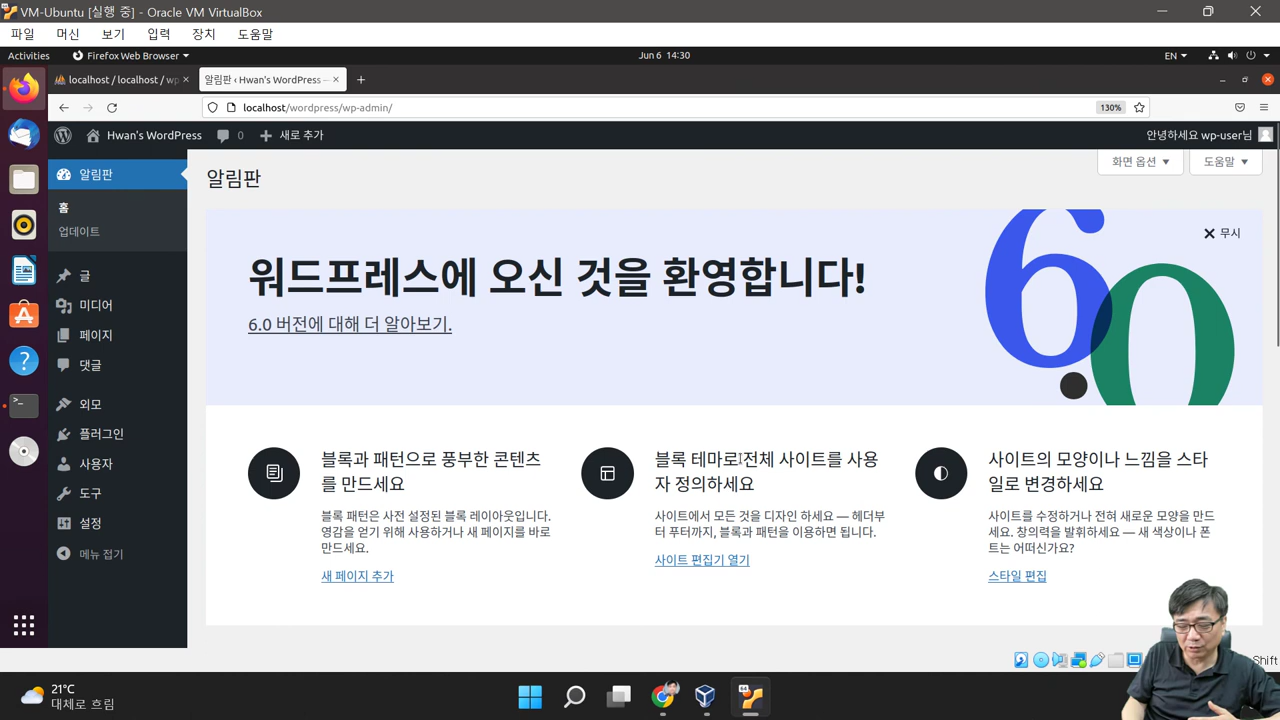 VM-Ubuntu [실행 중] - Oracle VM VirtualBox
파일 머신 보기 입력 장치 도움말
Activities Firefox Web Browser Jun 6 14:30 EN
localhost / localhost / wp 알림판 ‹ Hwan's WordPress —
localhost/wordpress/wp-admin/ 130%
Hwan's WordPress 0 새로 추가 안녕하세요 wp-user님
화면 옵션 도움말
알림판
홈
업데이트
글
미디어
페이지
댓글
외모
플러그인
사용자
도구
설정
메뉴 접기
알림판
무시
워드프레스에 오신 것을 환영합니다!
6.0 버전에 대해 더 알아보기.
6.0
블록과 패턴으로 풍부한 콘텐츠
를 만드세요
블록 패턴은 사전 설정된 블록 레이아웃입니다.
영감을 얻기 위해 사용하거나 새 페이지를 바로
만드세요.
새 페이지 추가
블록 테마로 전체 사이트를 사용
자 정의하세요
사이트에서 모든 것을 디자인 하세요 — 헤더부
터 푸터까지, 블록과 패턴을 이용하면 됩니다.
사이트 편집기 열기
사이트의 모양이나 느낌을 스타
일로 변경하세요
사이트를 수정하거나 전혀 새로운 모양을 만드
세요. 창의력을 발휘하세요 — 새 색상이나 폰
트는 어떠신가요?
스타일 편집
Shift
21°C
대체로 흐림